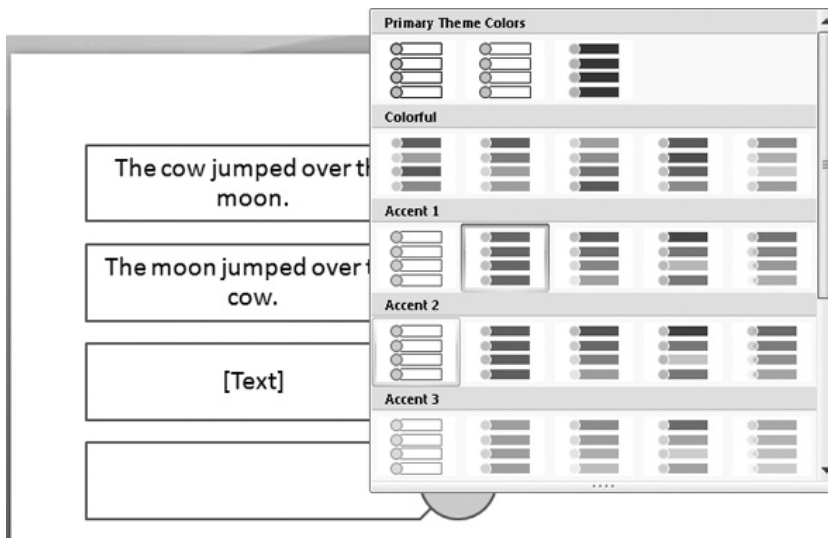 Primary Theme Colors
Colorful
Accent 1
Accent 2
Accent 3
The cow jumped over th
moon.
The moon jumped over t
cow.
[Text]